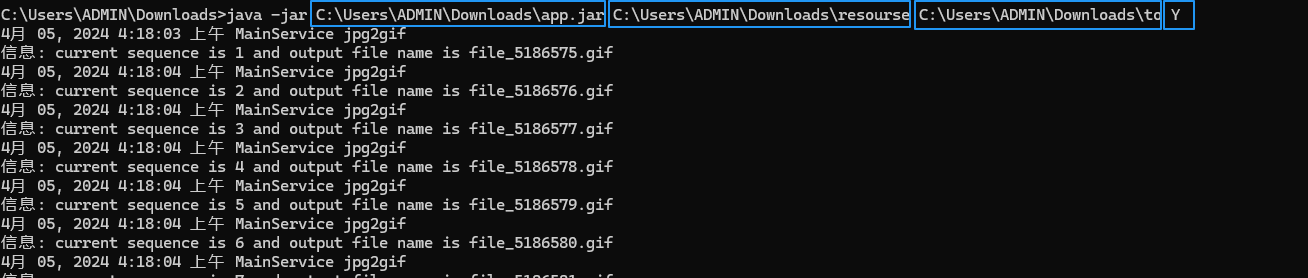 C:\Users\ADMIN\Downloads>java -jar C:\Users\ADMIN\Downloads\app.jar C:\Users\ADMIN\Downloads\resourse C:\Users\ADMIN\Downloads\to Y
4月 05, 2024 4:18:03 上午 MainService jpg2gif
信息: current sequence is 1 and output file name is file_5186575.gif
4月 05, 2024 4:18:04 上午 MainService jpg2gif
信息: current sequence is 2 and output file name is file_5186576.gif
4月 05, 2024 4:18:04 上午 MainService jpg2gif
信息: current sequence is 3 and output file name is file_5186577.gif
4月 05, 2024 4:18:04 上午 MainService jpg2gif
信息: current sequence is 4 and output file name is file_5186578.gif
4月 05, 2024 4:18:04 上午 MainService jpg2gif
信息: current sequence is 5 and output file name is file_5186579.gif
4月 05, 2024 4:18:04 上午 MainService jpg2gif
信息: current sequence is 6 and output file name is file_5186580.gif
4月 05, 2024 4:18:04 上午 MainService jpg2gif